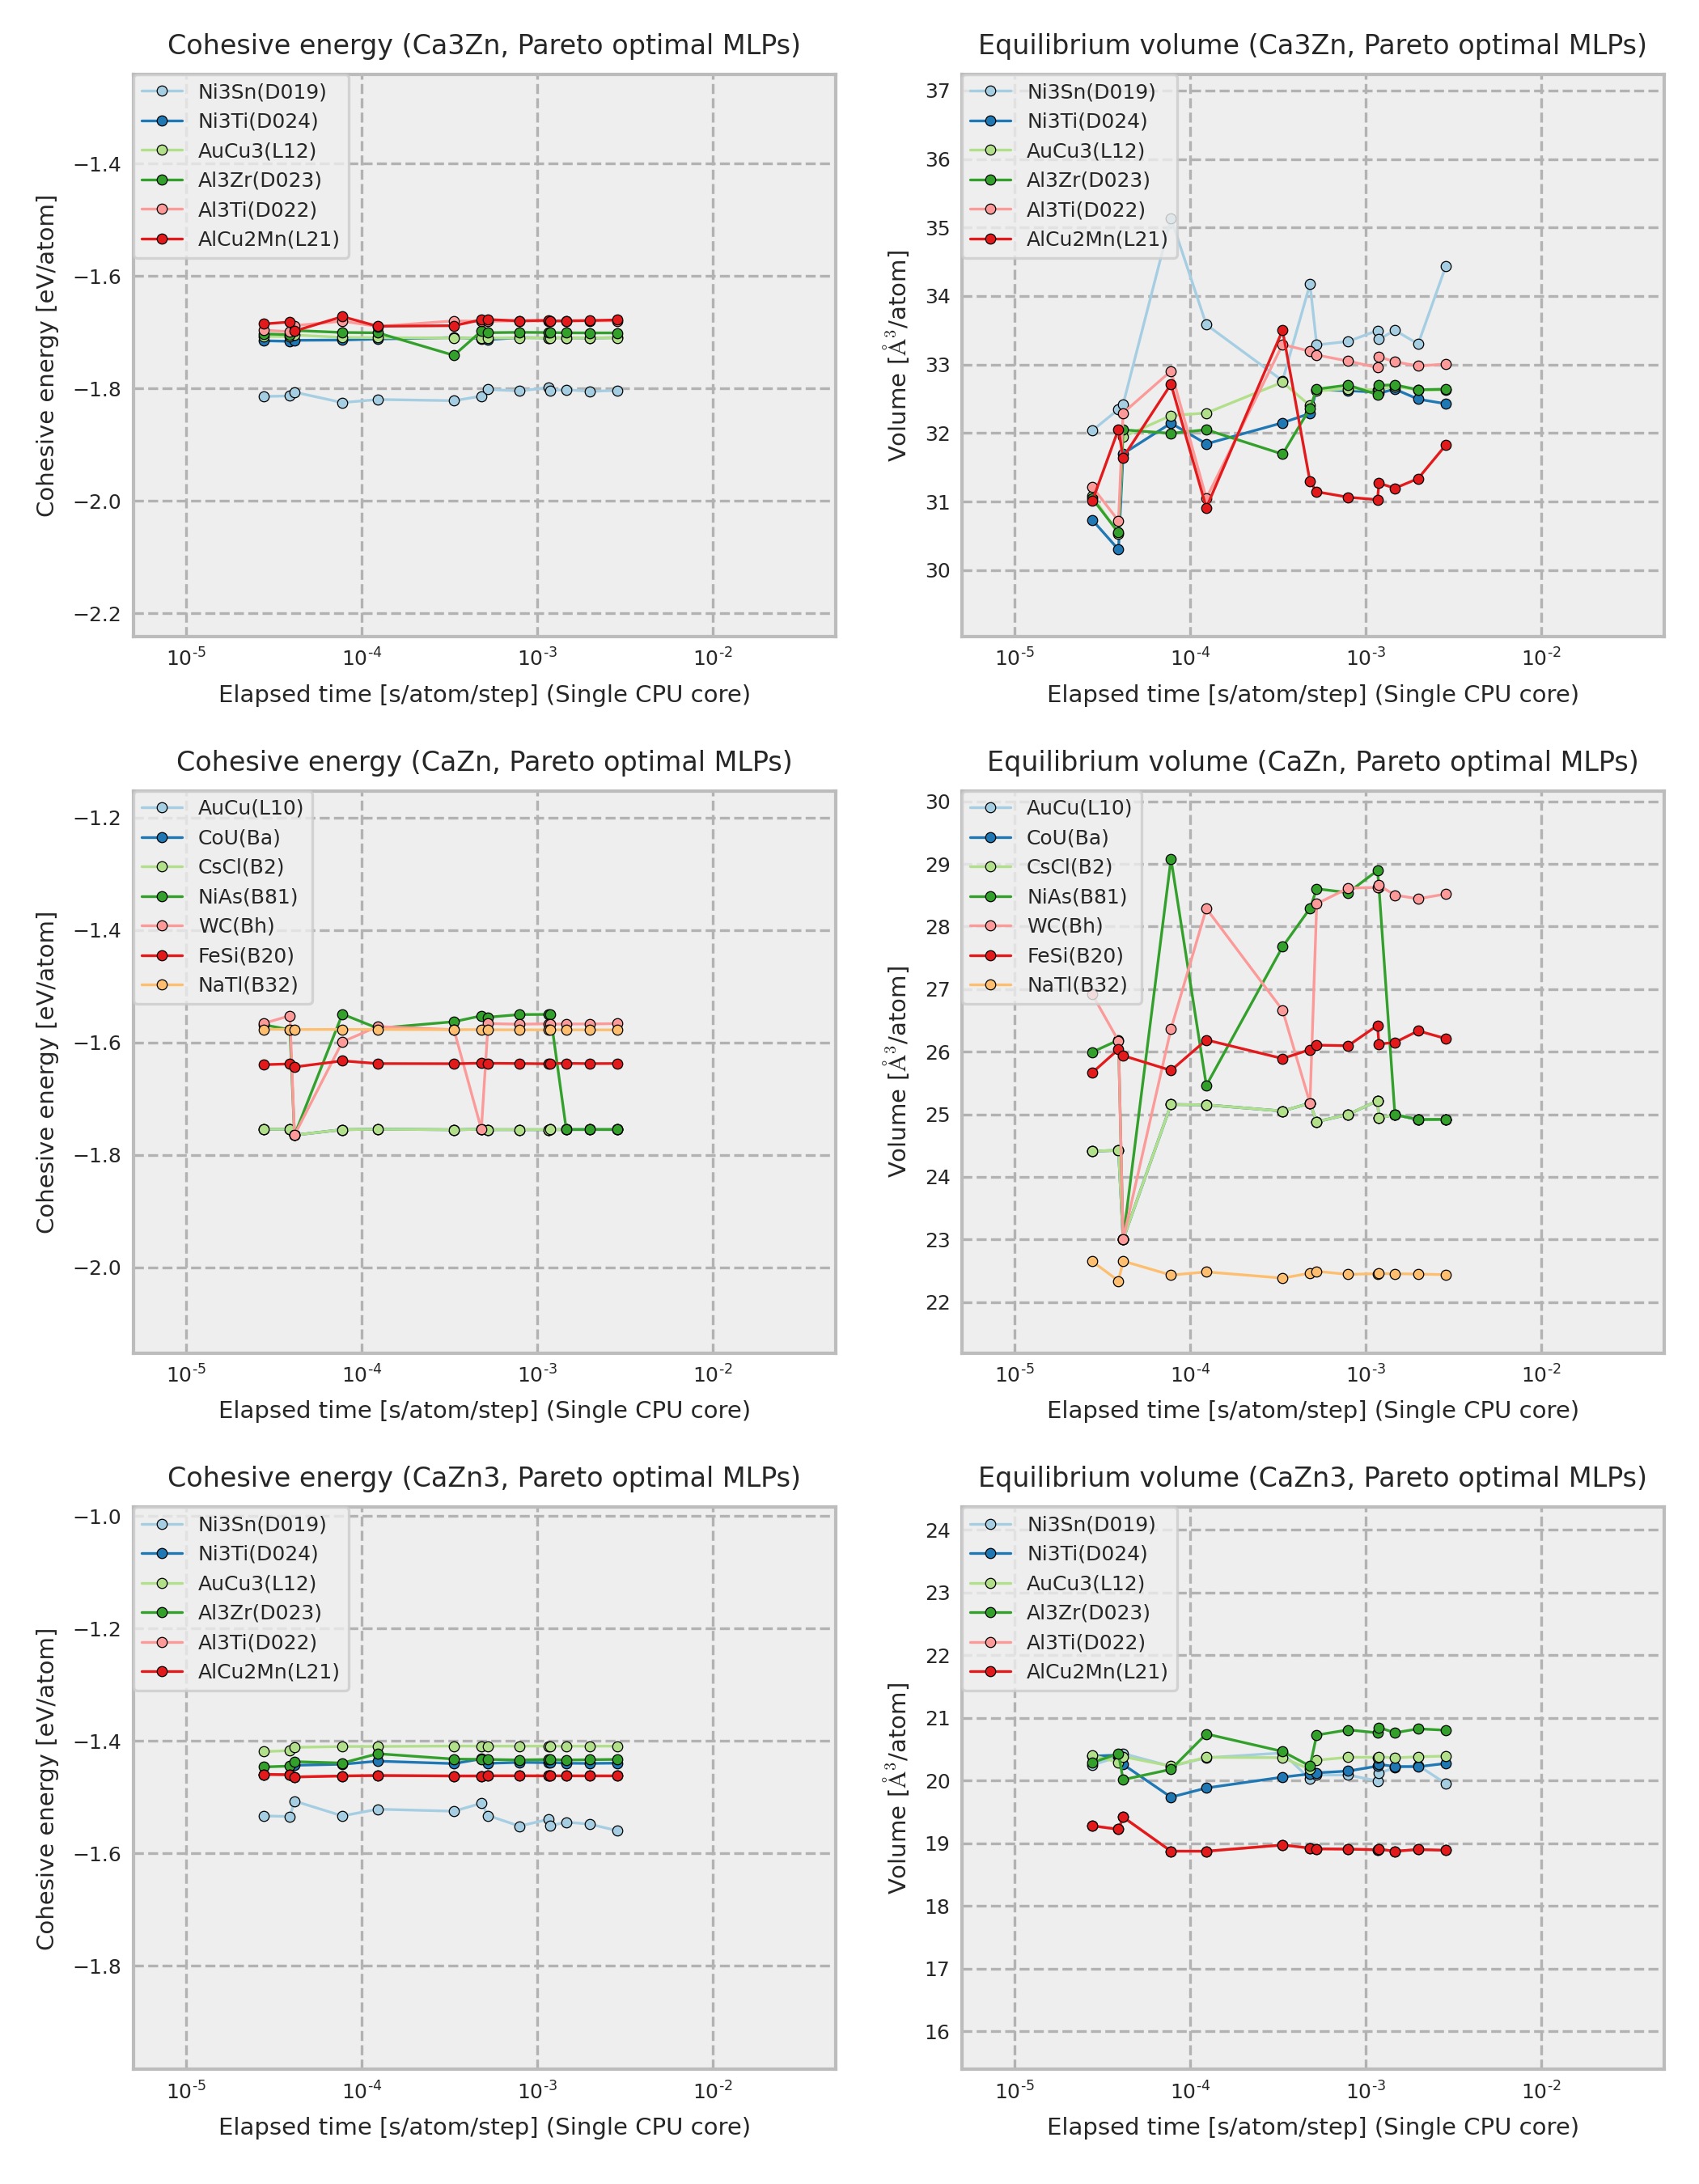 Cohesive energy (Ca3Zn, Pareto optimal MLPs)
Cohesive energy [eV/atom]
−1.4
−1.6
−1.8
−2.0
−2.2
Ni3Sn(D019)
Ni3Ti(D024)
AuCu3(L12)
Al3Zr(D023)
Al3Ti(D022)
AlCu2Mn(L21)
10-5 10-4 10-3 10-2
Elapsed time [s/atom/step] (Single CPU core)
Equilibrium volume (Ca3Zn, Pareto optimal MLPs)
Volume [Å3/atom]
37
36
35
34
33
32
31
30
Ni3Sn(D019)
Ni3Ti(D024)
AuCu3(L12)
Al3Zr(D023)
Al3Ti(D022)
AlCu2Mn(L21)
10-5 10-4 10-3 10-2
Elapsed time [s/atom/step] (Single CPU core)
Cohesive energy (CaZn, Pareto optimal MLPs)
Cohesive energy [eV/atom]
−1.2
−1.4
−1.6
−1.8
−2.0
AuCu(L10)
CoU(Ba)
CsCl(B2)
NiAs(B81)
WC(Bh)
FeSi(B20)
NaTl(B32)
10-5 10-4 10-3 10-2
Elapsed time [s/atom/step] (Single CPU core)
Equilibrium volume (CaZn, Pareto optimal MLPs)
Volume [Å3/atom]
30
29
28
27
26
25
24
23
22
AuCu(L10)
CoU(Ba)
CsCl(B2)
NiAs(B81)
WC(Bh)
FeSi(B20)
NaTl(B32)
10-5 10-4 10-3 10-2
Elapsed time [s/atom/step] (Single CPU core)
Cohesive energy (CaZn3, Pareto optimal MLPs)
Cohesive energy [eV/atom]
−1.0
−1.2
−1.4
−1.6
−1.8
Ni3Sn(D019)
Ni3Ti(D024)
AuCu3(L12)
Al3Zr(D023)
Al3Ti(D022)
AlCu2Mn(L21)
10-5 10-4 10-3 10-2
Elapsed time [s/atom/step] (Single CPU core)
Equilibrium volume (CaZn3, Pareto optimal MLPs)
Volume [Å3/atom]
24
23
22
21
20
19
18
17
16
Ni3Sn(D019)
Ni3Ti(D024)
AuCu3(L12)
Al3Zr(D023)
Al3Ti(D022)
AlCu2Mn(L21)
10-5 10-4 10-3 10-2
Elapsed time [s/atom/step] (Single CPU core)